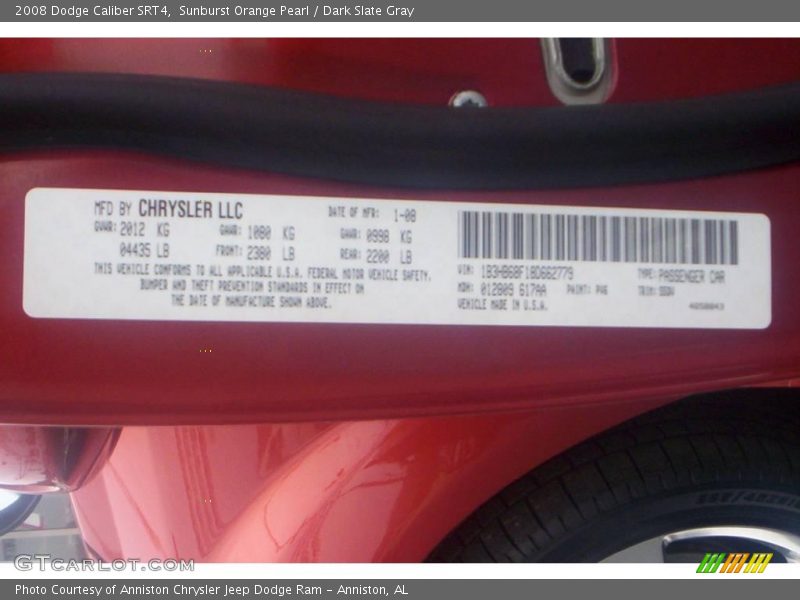 2008 Dodge Caliber SRT4, Sunburst Orange Pearl / Dark Slate Gray
MFD BY CHRYSLER LLC DATE OF MFR: 1-08
GVWR: 2012 KG GAWR: 1080 KG GAWR: 0998 KG
04435 LB FRONT: 2380 LB REAR: 2200 LB
THIS VEHICLE CONFORMS TO ALL APPLICABLE U.S.A. FEDERAL MOTOR VEHICLE SAFETY,
BUMPER AND THEFT PREVENTION STANDARDS IN EFFECT ON
THE DATE OF MANUFACTURE SHOWN ABOVE.
VIN: 1B3HB68F18D662779 TYPE: PASSENGER CAR
MDH: 012809 617AA PAINT: TRIM:
VEHICLE MADE IN U.S.A.
GTCARLOT.COM
Photo Courtesy of Anniston Chrysler Jeep Dodge Ram - Anniston, AL